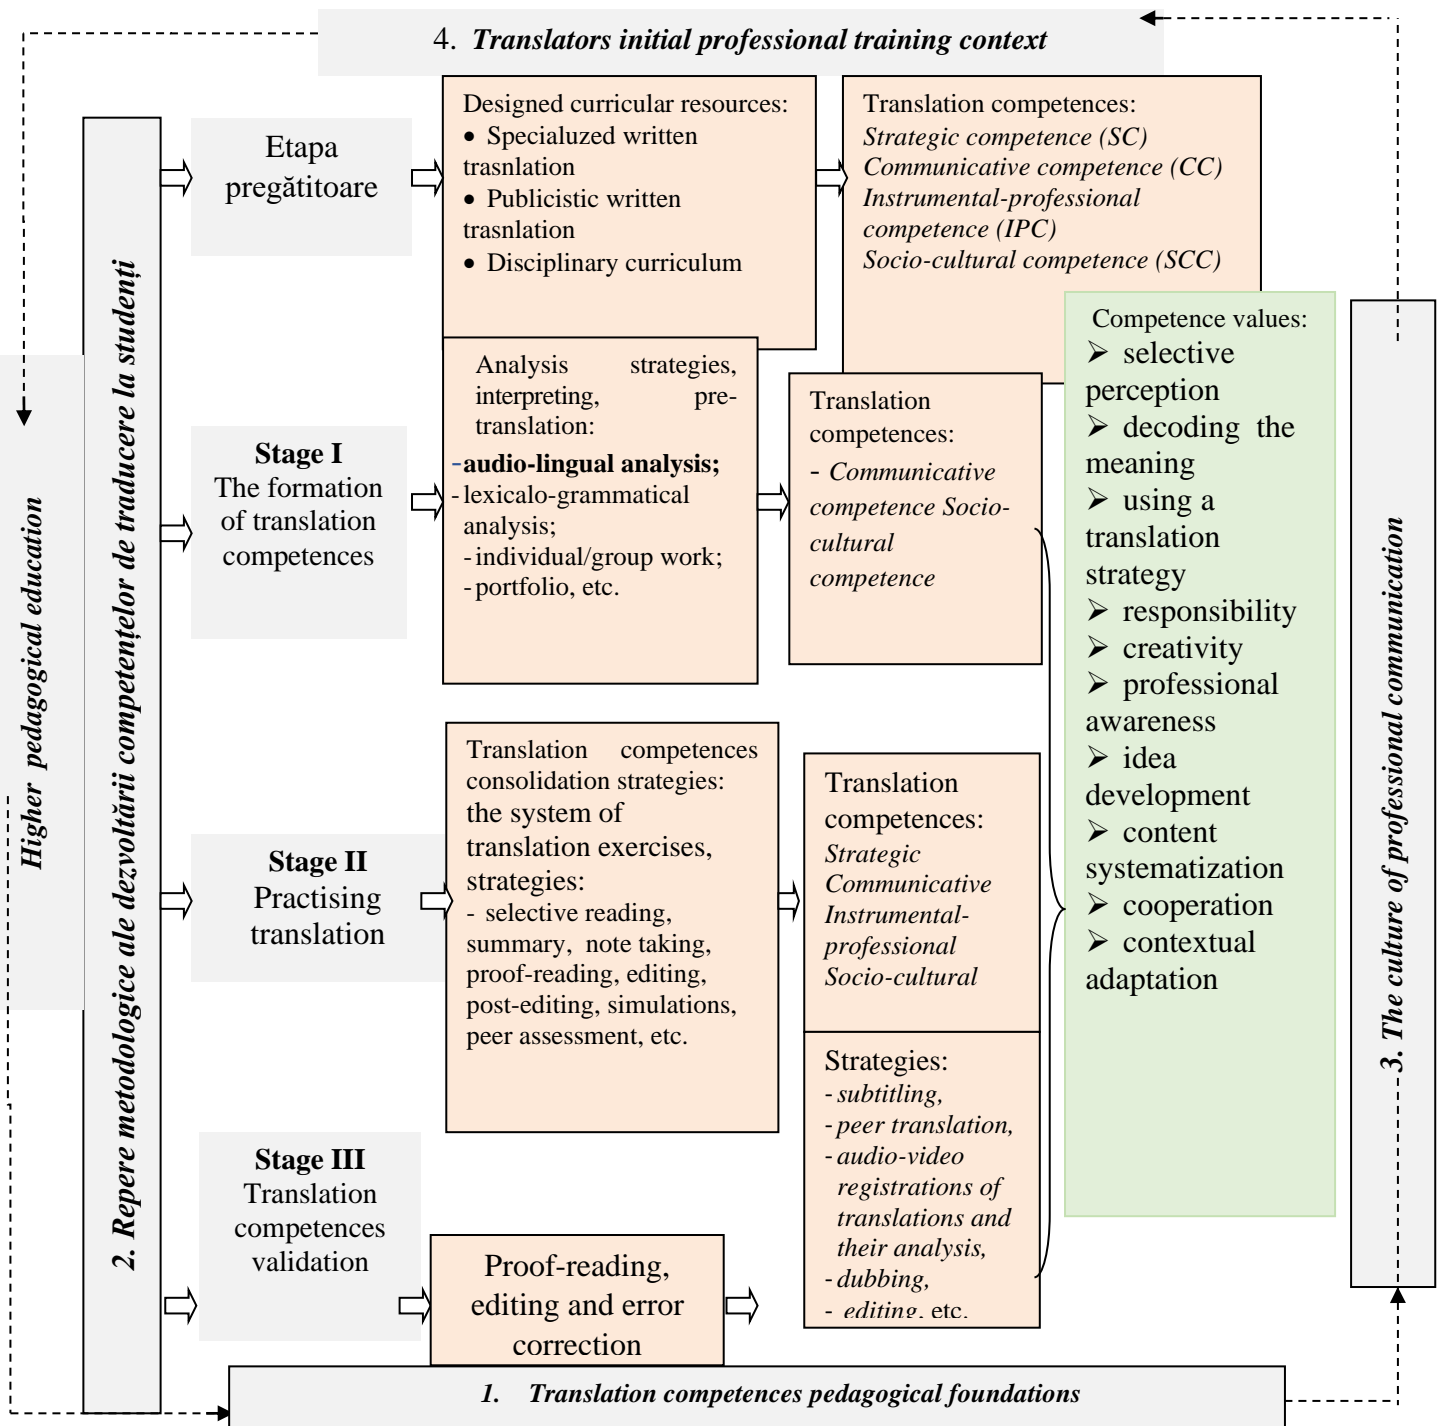 4. Translators initial professional training context
Higher pedagogical education
2. Repere metodologice ale dezvoltării competențelor de traducere la studenți
Etapa
pregătitoare
Designed curricular resources:
• Specialuzed written
trasnlation
• Publicistic written
trasnlation
• Disciplinary curriculum
Translation competences:
Strategic competence (SC)
Communicative competence (CC)
Instrumental-professional
competence (IPC)
Socio-cultural competence (SCC)
Stage I
The formation
of translation
competences
Analysis strategies,
interpreting, pre-
translation:
-audio-lingual analysis;
- lexicalo-grammatical
analysis;
- individual/group work;
- portfolio, etc.
Translation
competences:
- Communicative
competence Socio-
cultural
competence
Stage II
Practising
translation
Translation competences
consolidation strategies:
the system of
translation exercises,
strategies:
- selective reading,
summary, note taking,
proof-reading, editing,
post-editing, simulations,
peer assessment, etc.
Translation
competences:
Strategic
Communicative
Instrumental-
professional
Socio-cultural
Stage III
Translation
competences
validation
Proof-reading,
editing and error
correction
Strategies:
- subtitling,
- peer translation,
- audio-video
registrations of
translations and
their analysis,
- dubbing,
- editing, etc.
Competence values:
➢ selective
perception
➢ decoding the
meaning
➢ using a
translation
strategy
➢ responsibility
➢ creativity
➢ professional
awareness
➢ idea
development
➢ content
systematization
➢ cooperation
➢ contextual
adaptation
3. The culture of professional communication
1. Translation competences pedagogical foundations